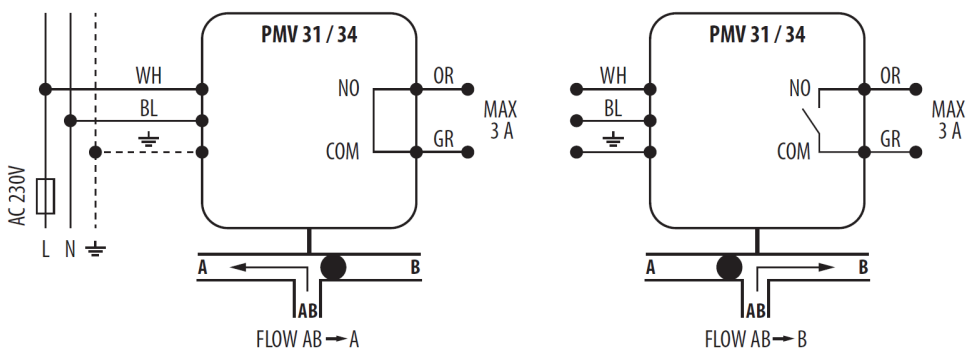 PMV 31 / 34
WH
BL
NO
COM
OR
GR
MAX
3 A
AC 230V
L
N
A
B
AB
FLOW AB → A
PMV 31 / 34
WH
BL
NO
COM
OR
GR
MAX
3 A
A
B
AB
FLOW AB → B